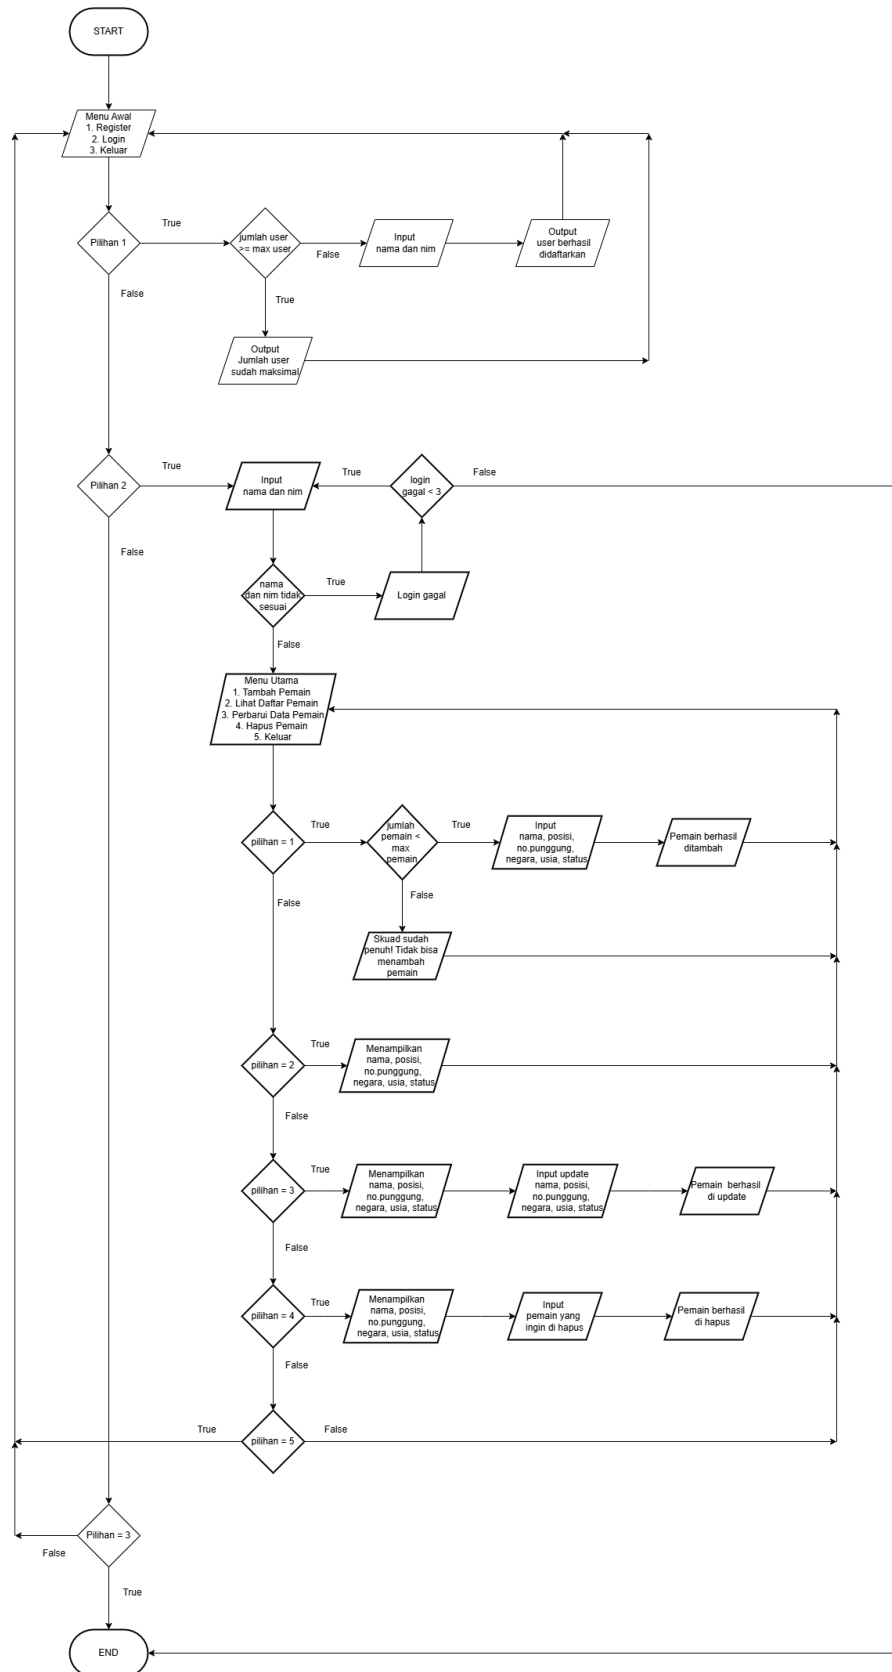 START
Menu Awal
1. Register
2. Login
3. Keluar
Pilihan 1
True
jumlah user
>= max user
False
Input
nama dan nim
Output
user berhasil
didaftarkan
False
True
Output
Jumlah user
sudah maksimal
Pilihan 2
True
Input
nama dan nim
True
login
gagal < 3
False
False
nama
dan nim tidak
sesuai
True
Login gagal
False
Menu Utama
1. Tambah Pemain
2. Lihat Daftar Pemain
3. Perbarui Data Pemain
4. Hapus Pemain
5. Keluar
pilihan = 1
True
jumlah
pemain <
max
pemain
True
Input
nama, posisi,
no.punggung,
negara, usia, status
Pemain berhasil
ditambah
False
False
Skuad sudah
penuh! Tidak bisa
menambah
pemain
pilihan = 2
True
Menampilkan
nama, posisi,
no.punggung,
negara, usia, status
False
pilihan = 3
True
Menampilkan
nama, posisi,
no.punggung,
negara, usia, status
Input update
nama, posisi,
no.punggung,
negara, usia, status
Pemain berhasil
di update
False
pilihan = 4
True
Menampilkan
nama, posisi,
no.punggung,
negara, usia, status
Input
pemain yang
ingin di hapus
Pemain berhasil
di hapus
False
True
pilihan = 5
False
Pilihan = 3
False
True
END